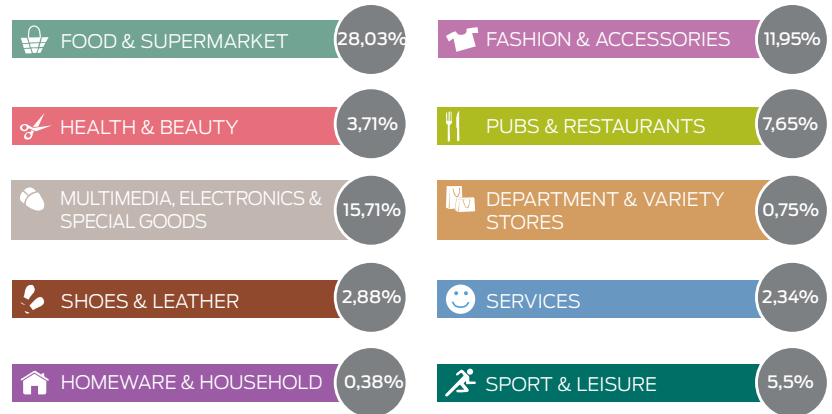 FOOD & SUPERMARKET 28,03%
FASHION & ACCESSORIES 11,95%
HEALTH & BEAUTY 3,71%
PUBS & RESTAURANTS 7,65%
MULTIMEDIA, ELECTRONICS &
SPECIAL GOODS
15,71%
DEPARTMENT & VARIETY
STORES
0,75%
SHOES & LEATHER 2,88%
SERVICES 2,34%
HOMEWARE & HOUSEHOLD 0,38%
SPORT & LEISURE 5,5%